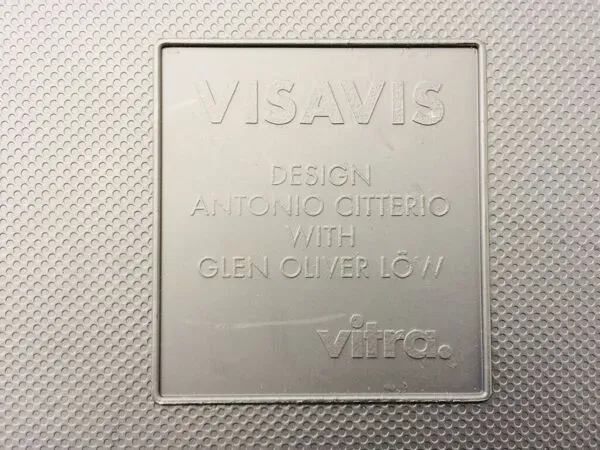 VISAVIS
DESIGN
ANTONIO CITTERIO
WITH
GLEN OLIVER LÖW
vitra.